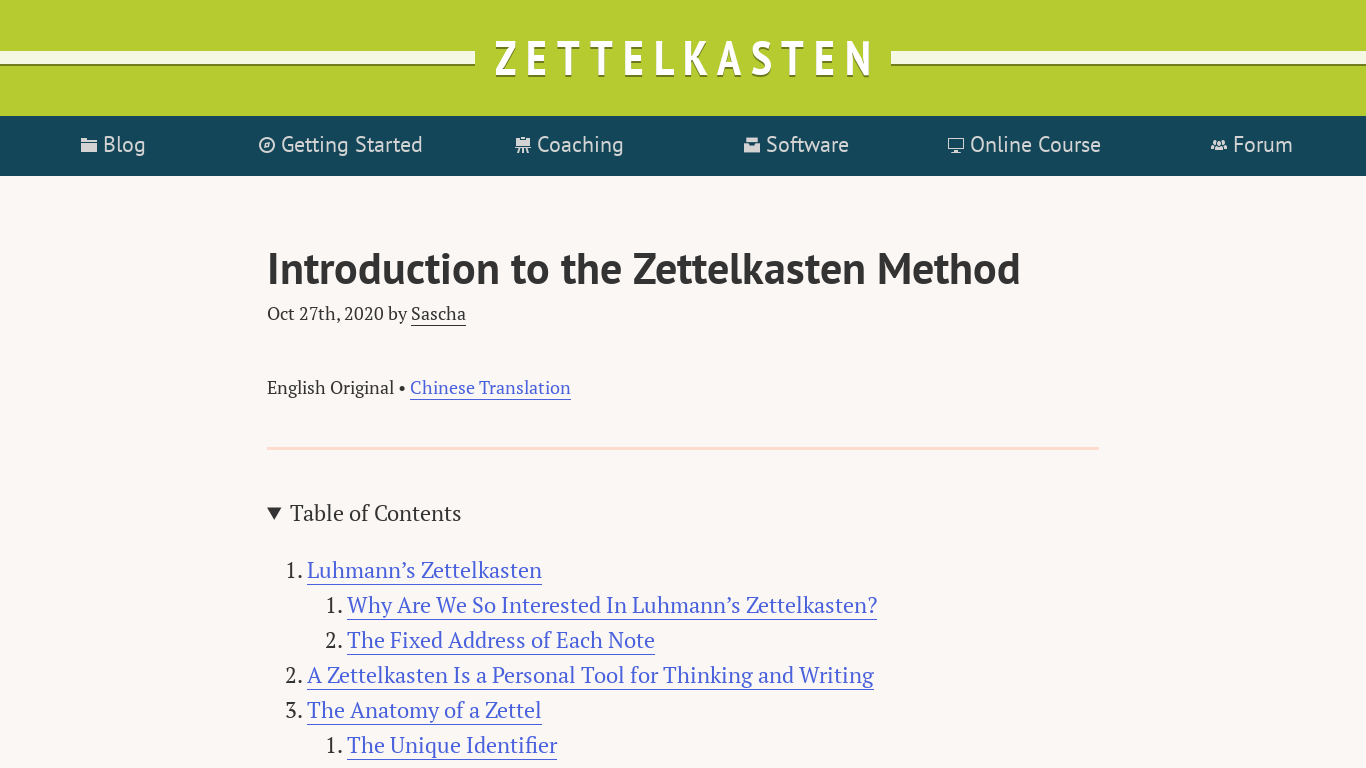 ZETTELKASTEN
Blog Getting Started Coaching Software Online Course Forum
Introduction to the Zettelkasten Method
Oct 27th, 2020 by Sascha
English Original • Chinese Translation
▼ Table of Contents
1. Luhmann’s Zettelkasten
1. Why Are We So Interested In Luhmann’s Zettelkasten?
2. The Fixed Address of Each Note
2. A Zettelkasten Is a Personal Tool for Thinking and Writing
3. The Anatomy of a Zettel
1. The Unique Identifier